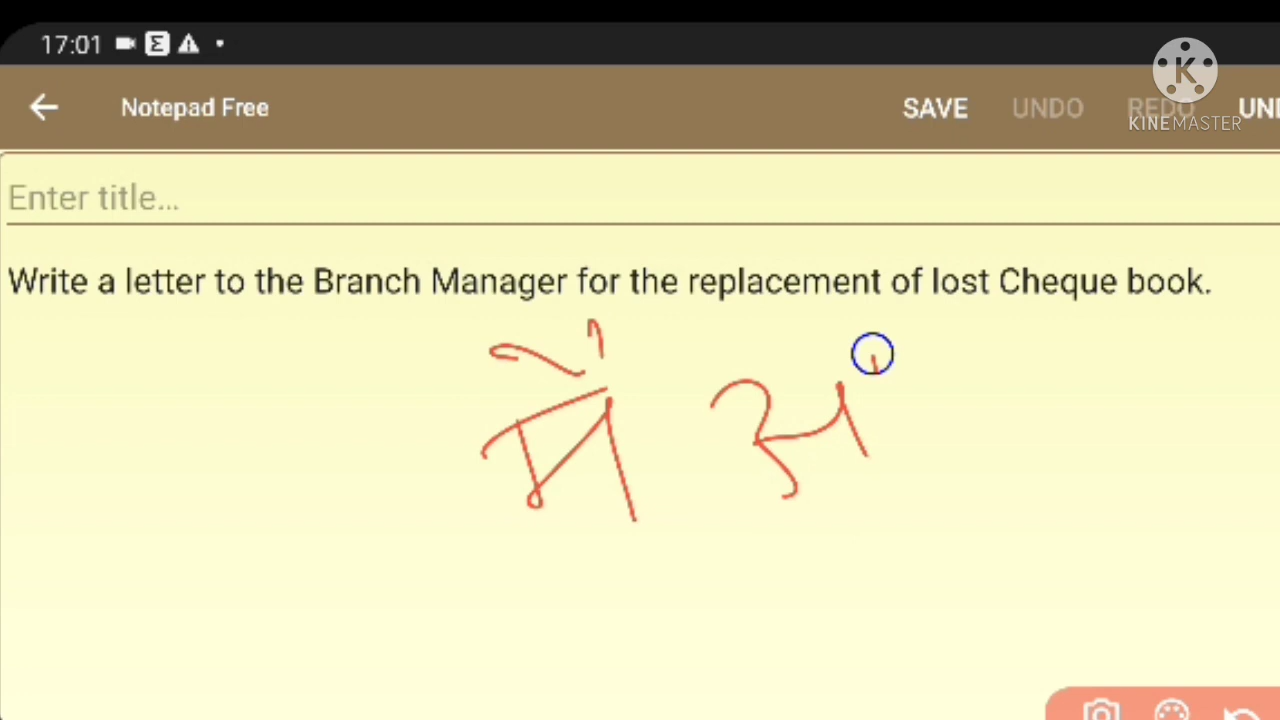 17:01
Notepad Free SAVE UNDO REDO UND
KINEMASTER
Enter title...
Write a letter to the Branch Manager for the replacement of lost Cheque book.
में